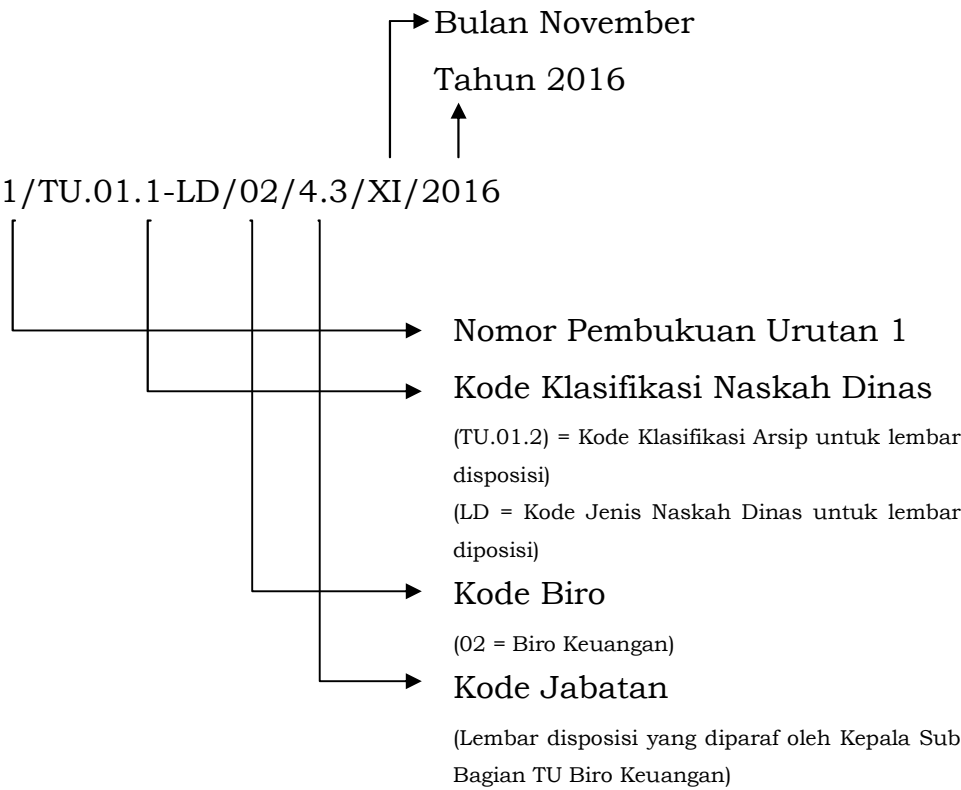 Bulan November
Tahun 2016
1/TU.01.1-LD/02/4.3/XI/2016
Nomor Pembukuan Urutan 1
Kode Klasifikasi Naskah Dinas
(TU.01.2) = Kode Klasifikasi Arsip untuk lembar
disposisi)
(LD = Kode Jenis Naskah Dinas untuk lembar
diposisi)
Kode Biro
(02 = Biro Keuangan)
Kode Jabatan
(Lembar disposisi yang diparaf oleh Kepala Sub
Bagian TU Biro Keuangan)